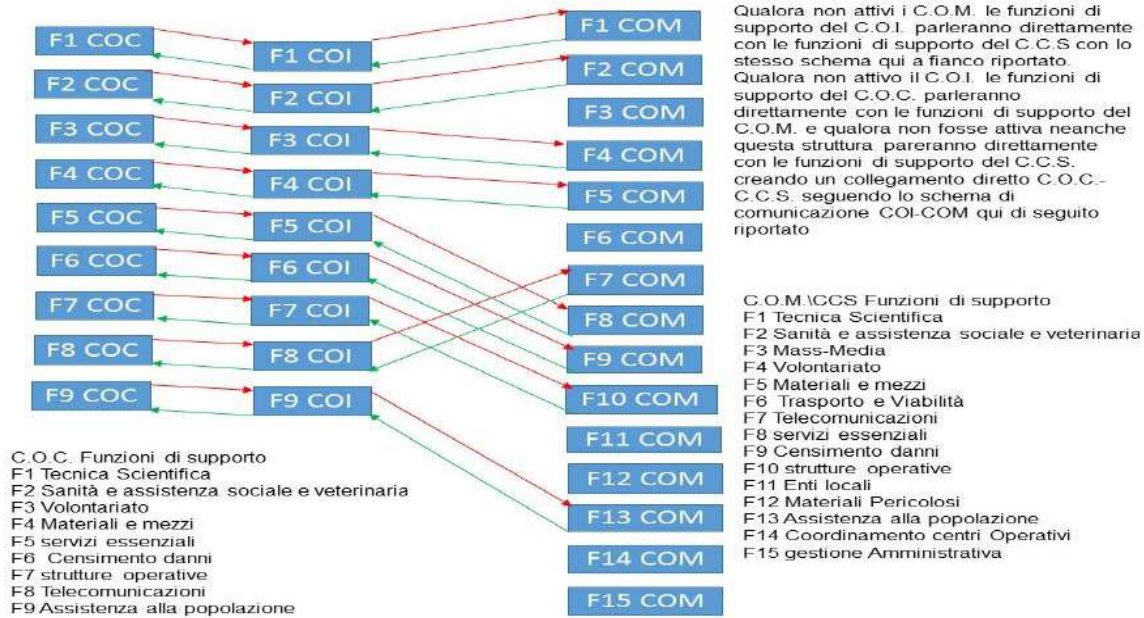 F1 COC
F2 COC
F3 COC
F4 COC
F5 COC
F6 COC
F7 COC
F8 COC
F9 COC
F1 COI
F2 COI
F3 COI
F4 COI
F5 COI
F6 COI
F7 COI
F8 COI
F9 COI
F1 COM
F2 COM
F3 COM
F4 COM
F5 COM
F6 COM
F7 COM
F8 COM
F9 COM
F10 COM
F11 COM
F12 COM
F13 COM
F14 COM
F15 COM
Qualora non attivi i C.O.M. le funzioni di
supporto del C.O.I. parleranno direttamente
con le funzioni di supporto del C.C.S con lo
stesso schema qui a fianco riportato.
Qualora non attivo il C.O.I. le funzioni di
supporto del C.O.C. parleranno
direttamente con le funzioni di supporto del
C.O.M. e qualora non fosse attiva neanche
questa struttura pareranno direttamente
con le funzioni di supporto del C.C.S.
creando un collegamento diretto C.O.C.-
C.C.S. seguendo lo schema di
comunicazione COI-COM qui di seguito
riportato
C.O.M.\CCS Funzioni di supporto
F1 Tecnica Scientifica
F2 Sanità e assistenza sociale e veterinaria
F3 Mass-Media
F4 Volontariato
F5 Materiali e mezzi
F6 Trasporto e Viabilità
F7 Telecomunicazioni
F8 servizi essenziali
F9 Censimento danni
F10 strutture operative
F11 Enti locali
F12 Materiali Pericolosi
F13 Assistenza alla popolazione
F14 Coordinamento centri Operativi
F15 gestione Amministrativa
C.O.C. Funzioni di supporto
F1 Tecnica Scientifica
F2 Sanità e assistenza sociale e veterinaria
F3 Volontariato
F4 Materiali e mezzi
F5 servizi essenziali
F6 Censimento danni
F7 strutture operative
F8 Telecomunicazioni
F9 Assistenza alla popolazione